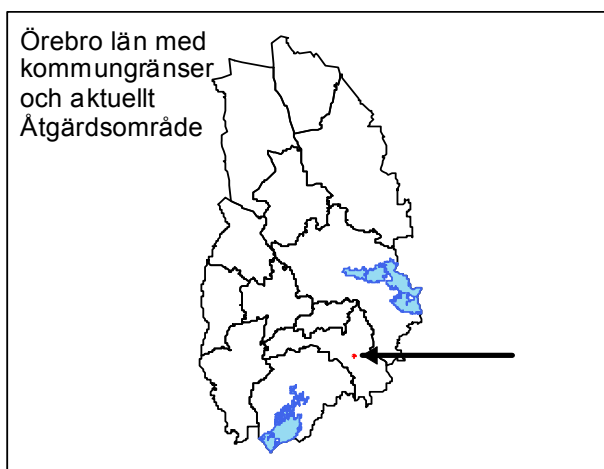 Örebro län med
kommungränser
och aktuellt
Åtgärdsområde